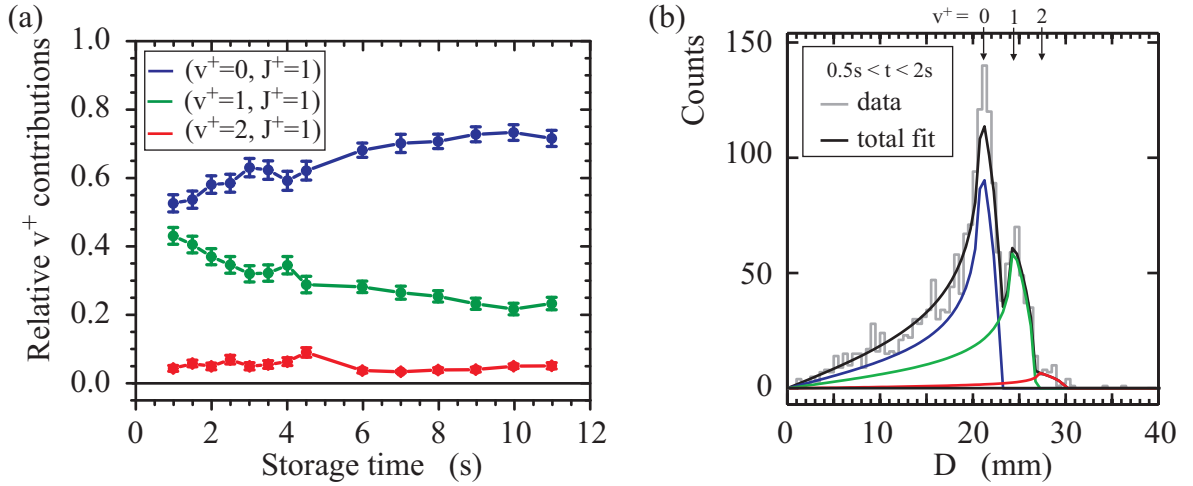 (a)
Relative v⁺ contributions
1.0
0.8
0.6
0.4
0.2
0.0
(v⁺=0, J⁺=1)
(v⁺=1, J⁺=1)
(v⁺=2, J⁺=1)
0 2 4 6 8 10 12
Storage time (s)
(b)
v⁺ = 0 1 2
Counts
150
100
50
0
0.5s < t < 2s
data
total fit
0 10 20 30 40
D (mm)